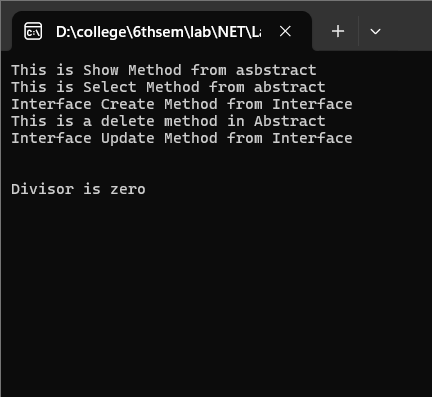 D:\college\6thsem\lab\NET\La
This is Show Method from asbstract
This is Select Method from abstract
Interface Create Method from Interface
This is a delete method in Abstract
Interface Update Method from Interface
Divisor is zero